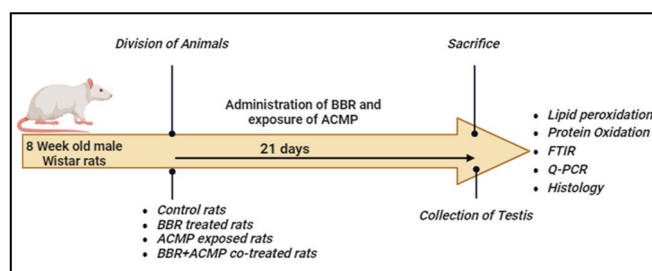 Division of Animals
Sacrifice
Administration of BBR and
exposure of ACMP
8 Week old male
Wistar rats
21 days
• Lipid peroxidation
• Protein Oxidation
• FTIR
• Q-PCR
• Histology
• Control rats
• BBR treated rats
• ACMP exposed rats
• BBR+ACMP co-treated rats
Collection of Testis